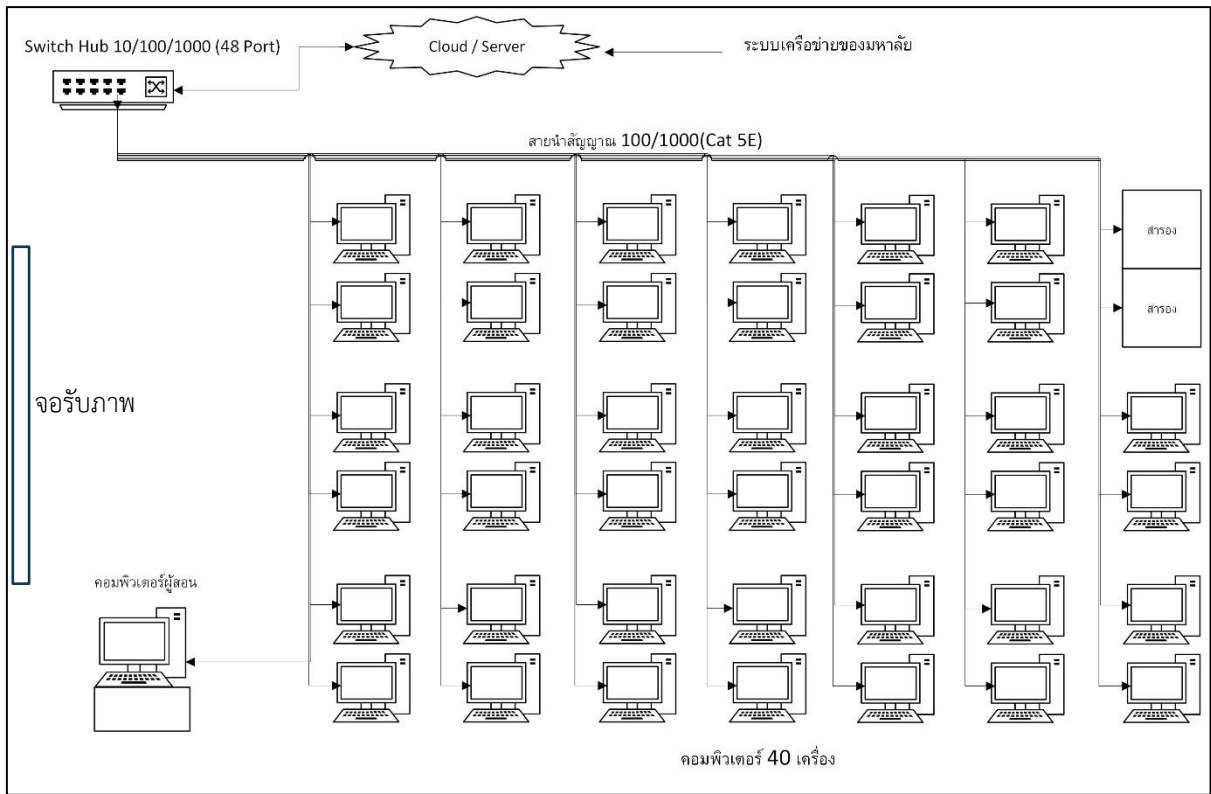 Switch Hub 10/100/1000 (48 Port)
Cloud / Server
ระบบเครือข่ายของมหาลัย
สายนำสัญญาณ 100/1000(Cat 5E)
สำรอง
สำรอง
จอรับภาพ
คอมพิวเตอร์ผู้สอน
คอมพิวเตอร์ 40 เครื่อง